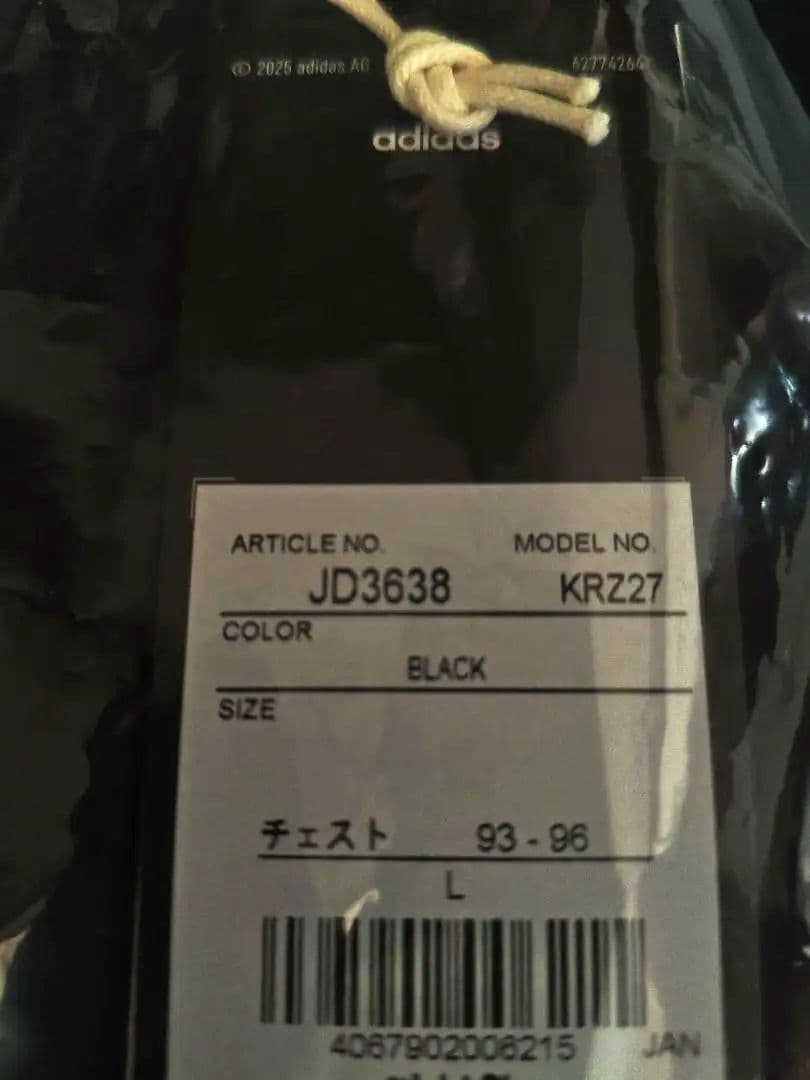 © 2025 adidas AG 62774264
adidas
ARTICLE NO. MODEL NO.
JD3638 KRZ27
COLOR
BLACK
SIZE
チェスト 93 - 96
L
4067902006215 JAN